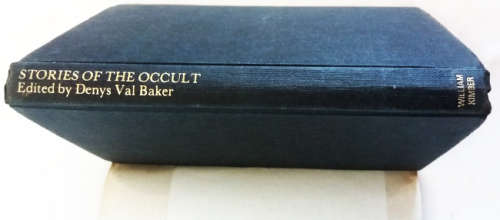 STORIES OF THE OCCULT
Edited by Denys Val Baker
WILLIAM
KIMBER